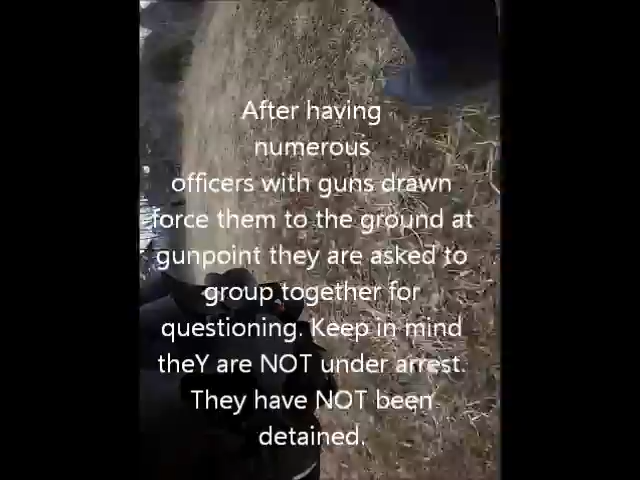 After having
numerous
officers with guns drawn
force them to the ground at
gunpoint they are asked to
group together for
questioning. Keep in mind
theY are NOT under arrest.
They have NOT been
detained.